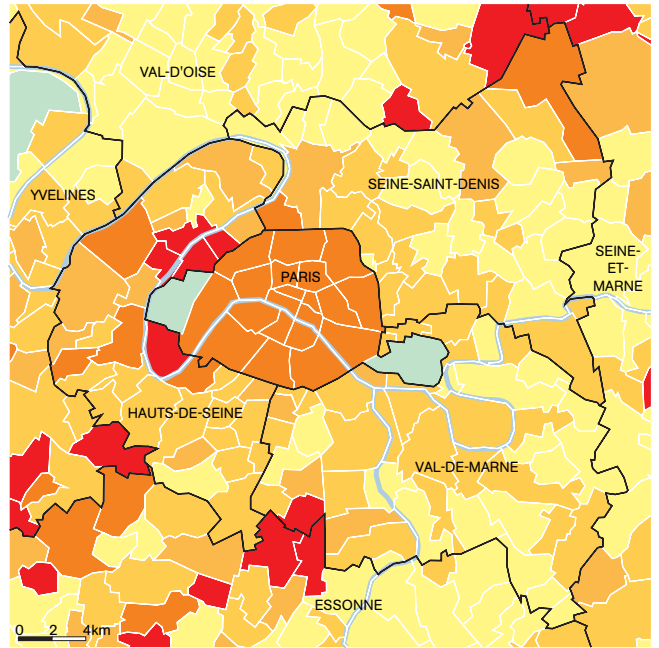 VAL-D'OISE
YVELINES
SEINE-SAINT-DENIS
SEINE-
ET-
MARNE
PARIS
HAUTS-DE-SEINE
VAL-DE-MARNE
ESSONNE
0 2 4km